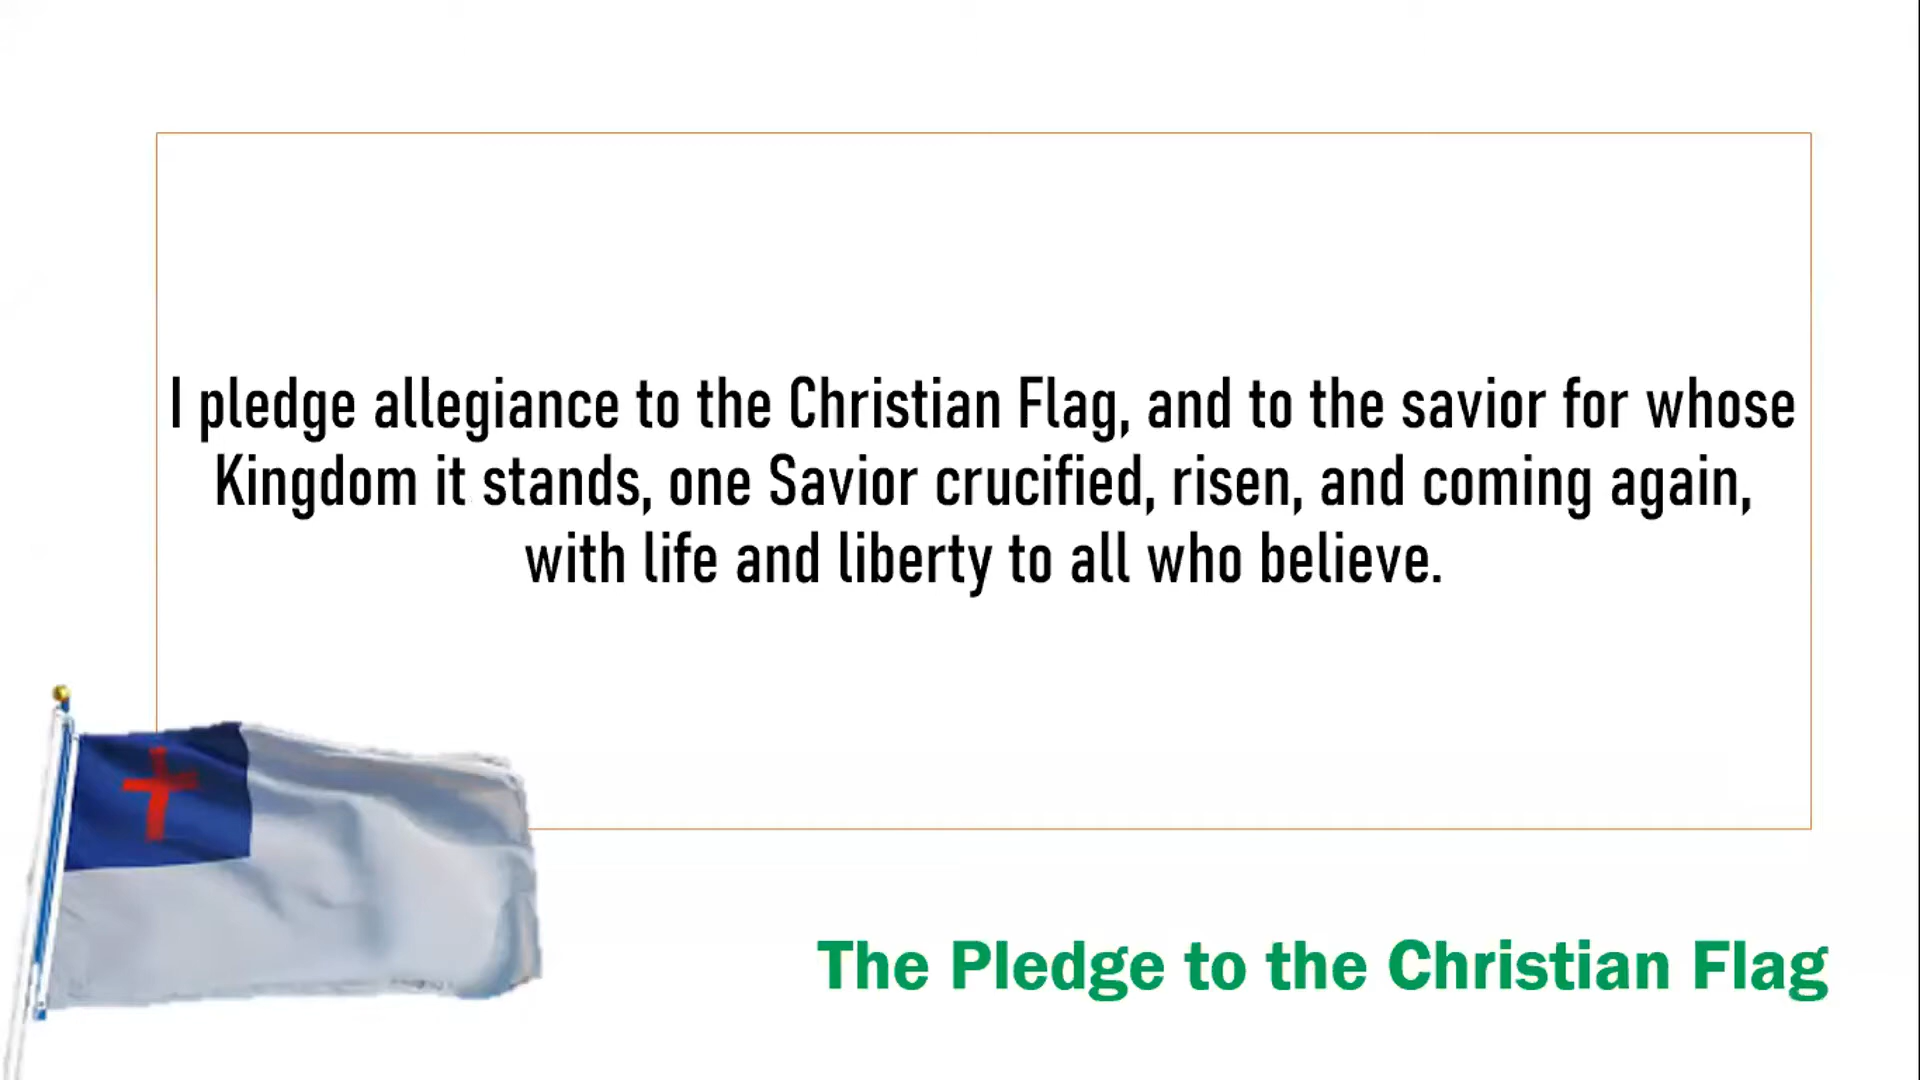 I pledge allegiance to the Christian Flag, and to the savior for whose
Kingdom it stands, one Savior crucified, risen, and coming again,
with life and liberty to all who believe.
The Pledge to the Christian Flag